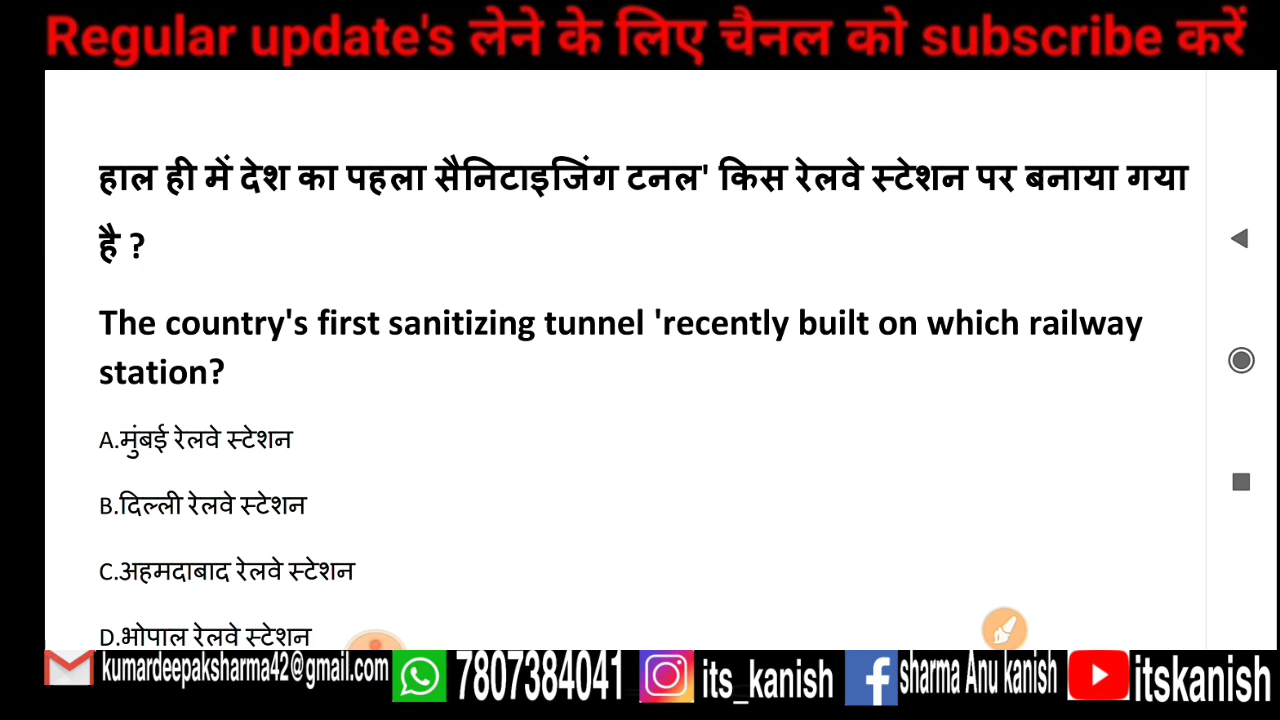 Regular update's लेने के लिए चैनल को subscribe करें
हाल ही में देश का पहला सैनिटाइजिंग टनल' किस रेलवे स्टेशन पर बनाया गया
है ?
The country's first sanitizing tunnel 'recently built on which railway
station?
A.मुंबई रेलवे स्टेशन
B.दिल्ली रेलवे स्टेशन
C.अहमदाबाद रेलवे स्टेशन
D.भोपाल रेलवे स्टेशन
kumardeepaksharma42@gmail.com 7807384041 its_kanish sharma Anu kanish itskanish